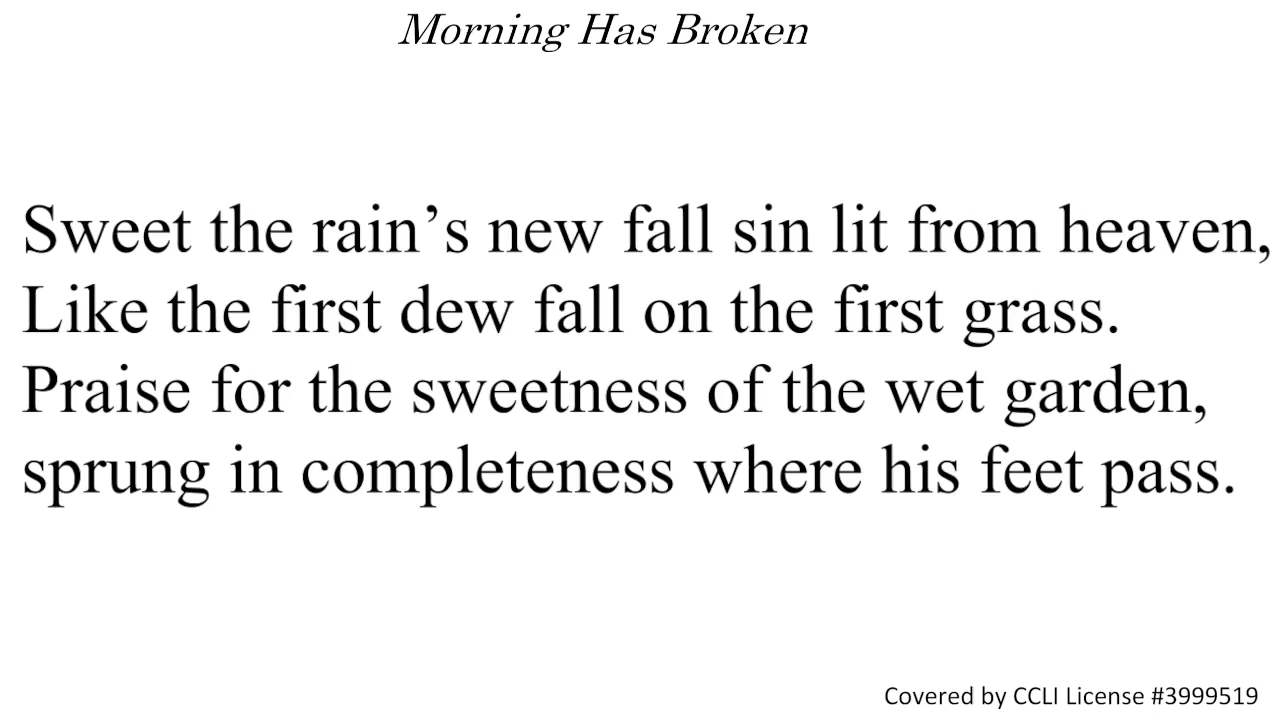 Morning Has Broken
Sweet the rain’s new fall sin lit from heaven,
Like the first dew fall on the first grass.
Praise for the sweetness of the wet garden,
sprung in completeness where his feet pass.
Covered by CCLI License #3999519